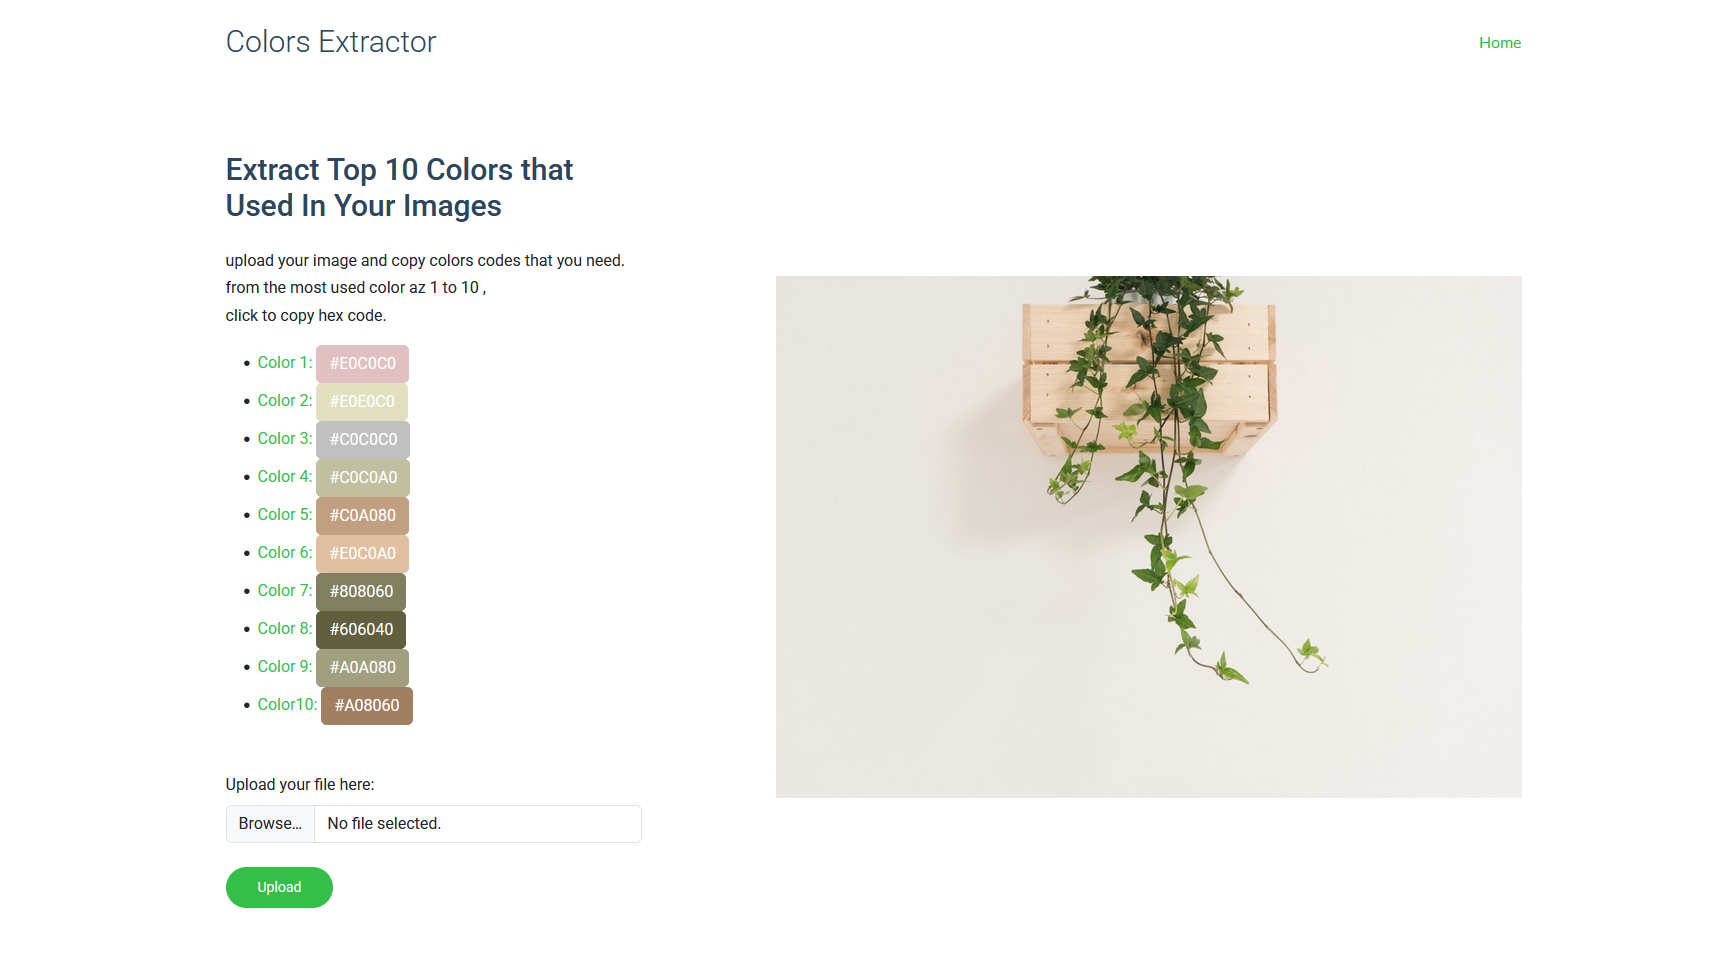 Colors Extractor
Home
Extract Top 10 Colors that
Used In Your Images
upload your image and copy colors codes that you need.
from the most used color az 1 to 10 ,
click to copy hex code.
Color 1: #E0C0C0
Color 2: #E0E0C0
Color 3: #C0C0C0
Color 4: #C0C0A0
Color 5: #C0A080
Color 6: #E0C0A0
Color 7: #808060
Color 8: #606040
Color 9: #A0A080
Color10: #A08060
Upload your file here:
Browse... No file selected.
Upload